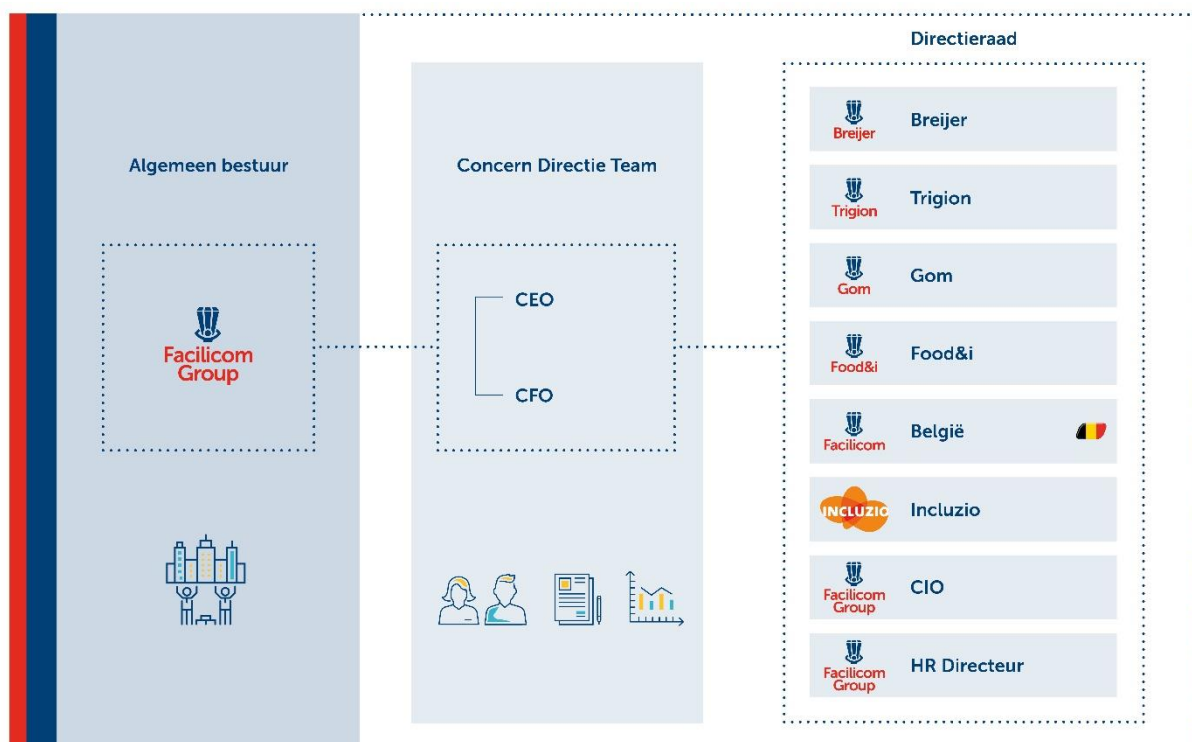 Algemeen bestuur
Facilicom
Group
Concern Directie Team
CEO
CFO
Directieraad
Breijer
Breijer
Trigion
Trigion
Gom
Gom
Food&i
Food&i
Facilicom
België
INCLUZIO
Incluzio
Facilicom
Group
CIO
Facilicom
Group
HR Directeur